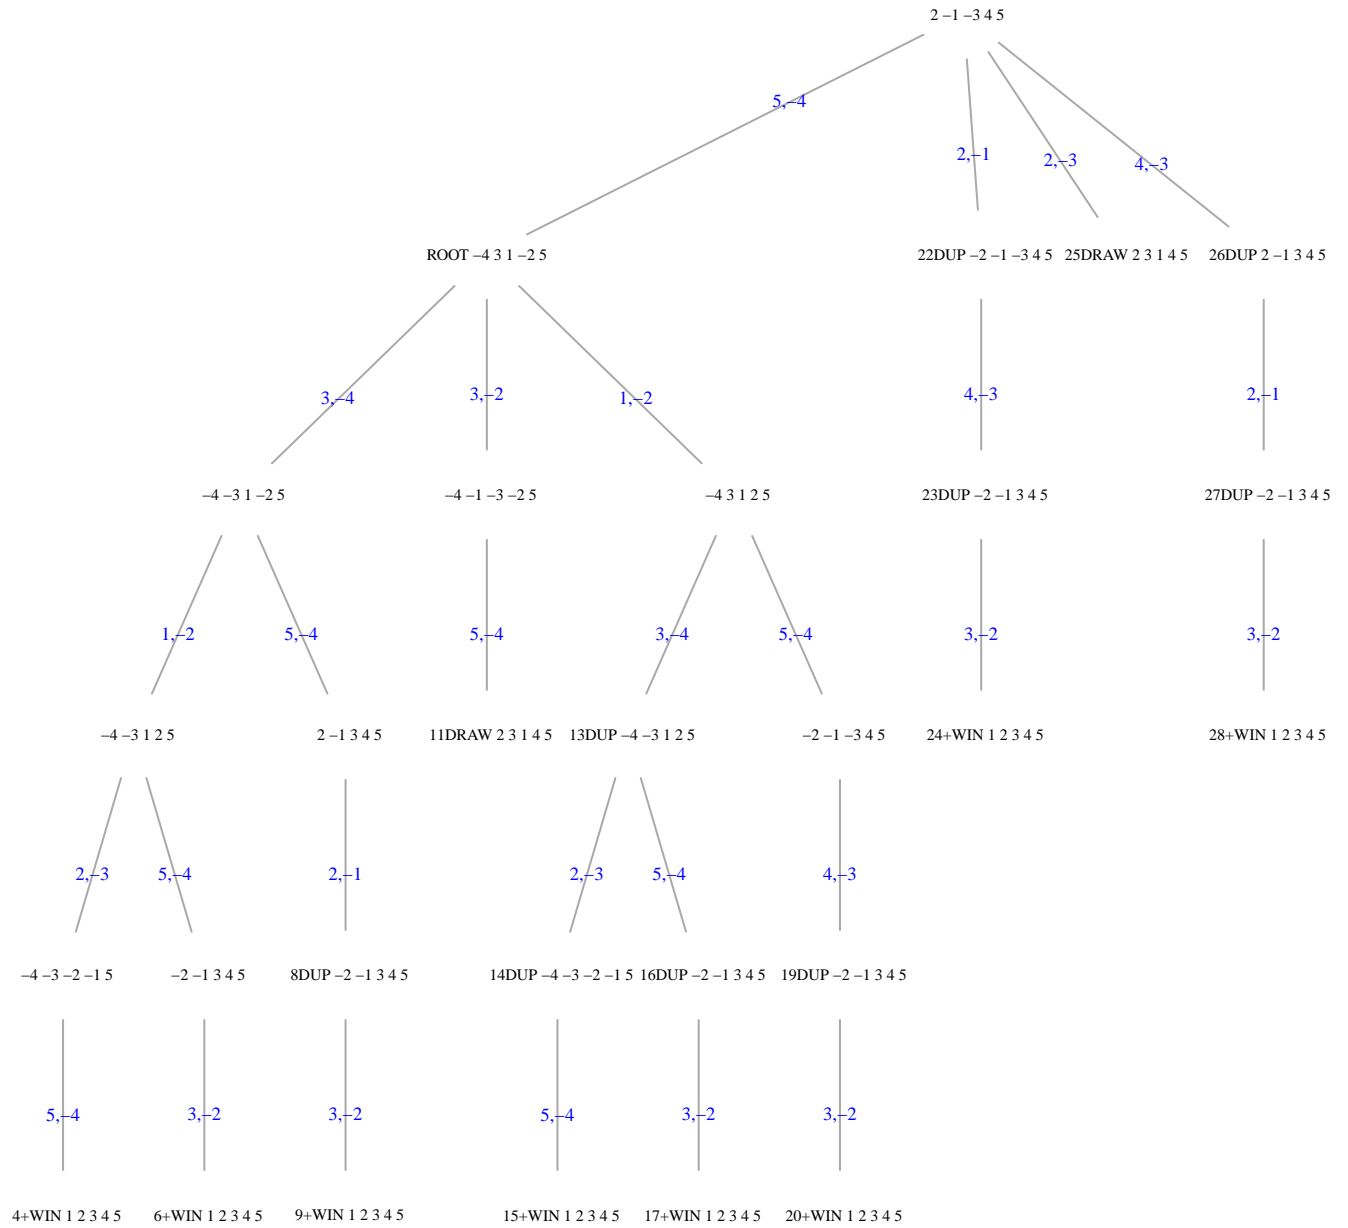 2 −1 −3 4 5
5,−4
2,−1
2,−3
4,−3
ROOT −4 3 1 −2 5
22DUP −2 −1 −3 4 5
25DRAW 2 3 1 4 5
26DUP 2 −1 3 4 5
3,−4
3,−2
1,−2
4,−3
2,−1
−4 −3 1 −2 5
−4 −1 −3 −2 5
−4 3 1 2 5
23DUP −2 −1 3 4 5
27DUP −2 −1 3 4 5
1,−2
5,−4
5,−4
3,−4
5,−4
3,−2
3,−2
−4 −3 1 2 5
2 −1 3 4 5
11DRAW 2 3 1 4 5
13DUP −4 −3 1 2 5
−2 −1 −3 4 5
24+WIN 1 2 3 4 5
28+WIN 1 2 3 4 5
2,−3
5,−4
2,−1
2,−3
5,−4
4,−3
−4 −3 −2 −1 5
−2 −1 3 4 5
8DUP −2 −1 3 4 5
14DUP −4 −3 −2 −1 5
16DUP −2 −1 3 4 5
19DUP −2 −1 3 4 5
5,−4
3,−2
3,−2
5,−4
3,−2
3,−2
4+WIN 1 2 3 4 5
6+WIN 1 2 3 4 5
9+WIN 1 2 3 4 5
15+WIN 1 2 3 4 5
17+WIN 1 2 3 4 5
20+WIN 1 2 3 4 5